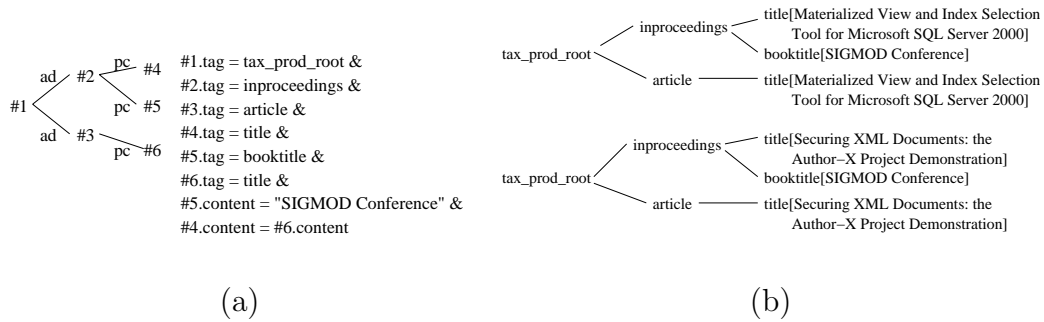 ad
#2
pc
#4
#1
pc
#5
ad
#3
pc
#6
#1.tag = tax_prod_root &
#2.tag = inproceedings &
#3.tag = article &
#4.tag = title &
#5.tag = booktitle &
#6.tag = title &
#5.content = "SIGMOD Conference" &
#4.content = #6.content
(a)
tax_prod_root
inproceedings
title[Materialized View and Index Selection
Tool for Microsoft SQL Server 2000]
booktitle[SIGMOD Conference]
article
title[Materialized View and Index Selection
Tool for Microsoft SQL Server 2000]
tax_prod_root
inproceedings
title[Securing XML Documents: the
Author−X Project Demonstration]
booktitle[SIGMOD Conference]
article
title[Securing XML Documents: the
Author−X Project Demonstration]
(b)